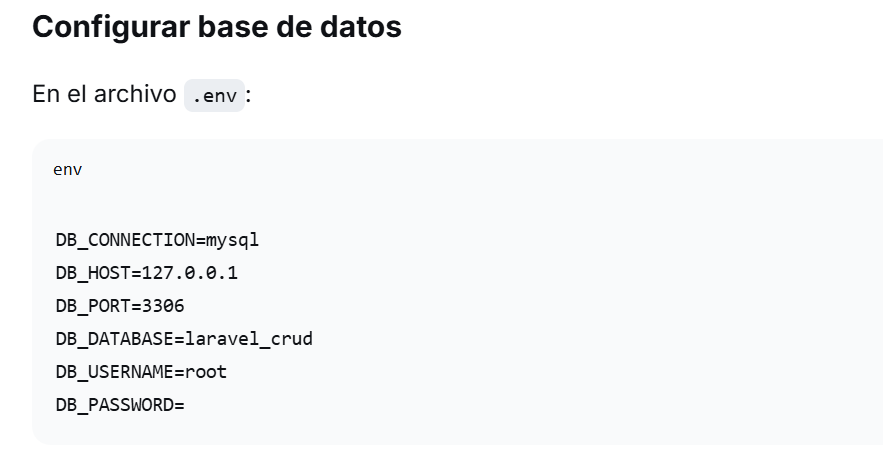 Configurar base de datos
En el archivo .env:
env
DB_CONNECTION=mysql
DB_HOST=127.0.0.1
DB_PORT=3306
DB_DATABASE=laravel_crud
DB_USERNAME=root
DB_PASSWORD=